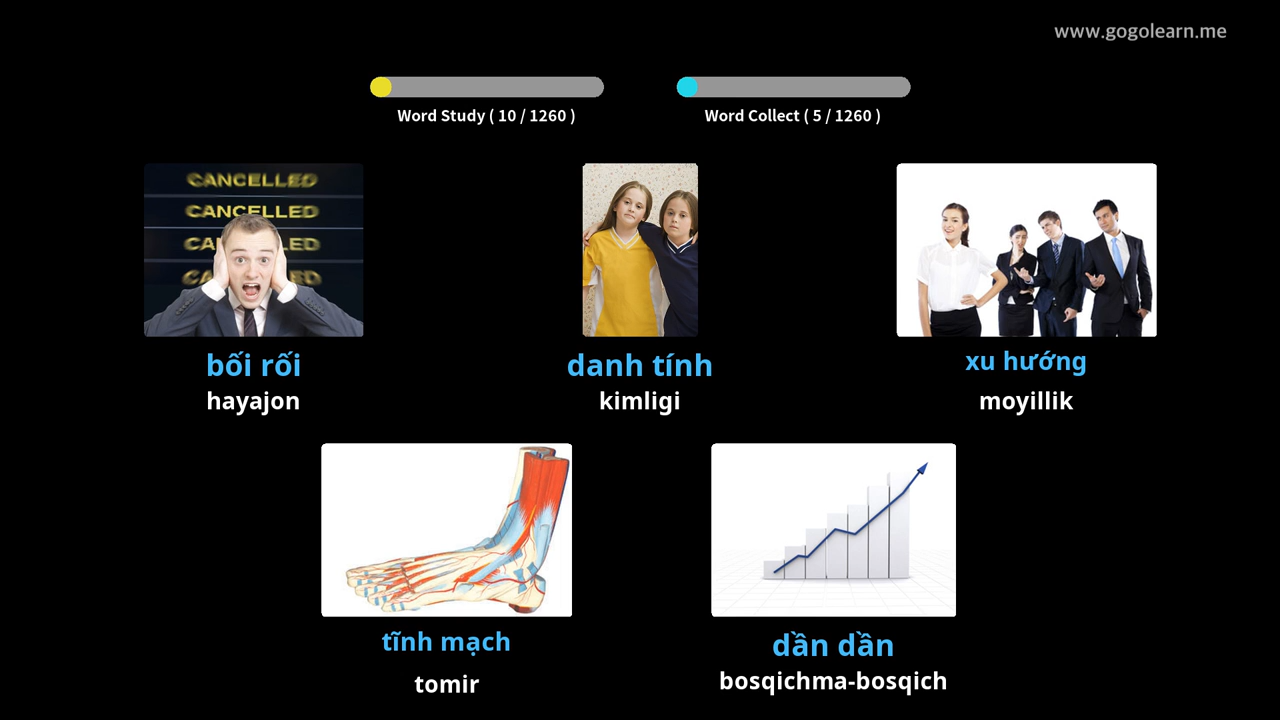 www.gogolearn.me
Word Study ( 10 / 1260 )
Word Collect ( 5 / 1260 )
CANCELLED
CANCELLED
bối rối
hayajon
danh tính
kimligi
xu hướng
moyillik
tĩnh mạch
tomir
dần dần
bosqichma-bosqich